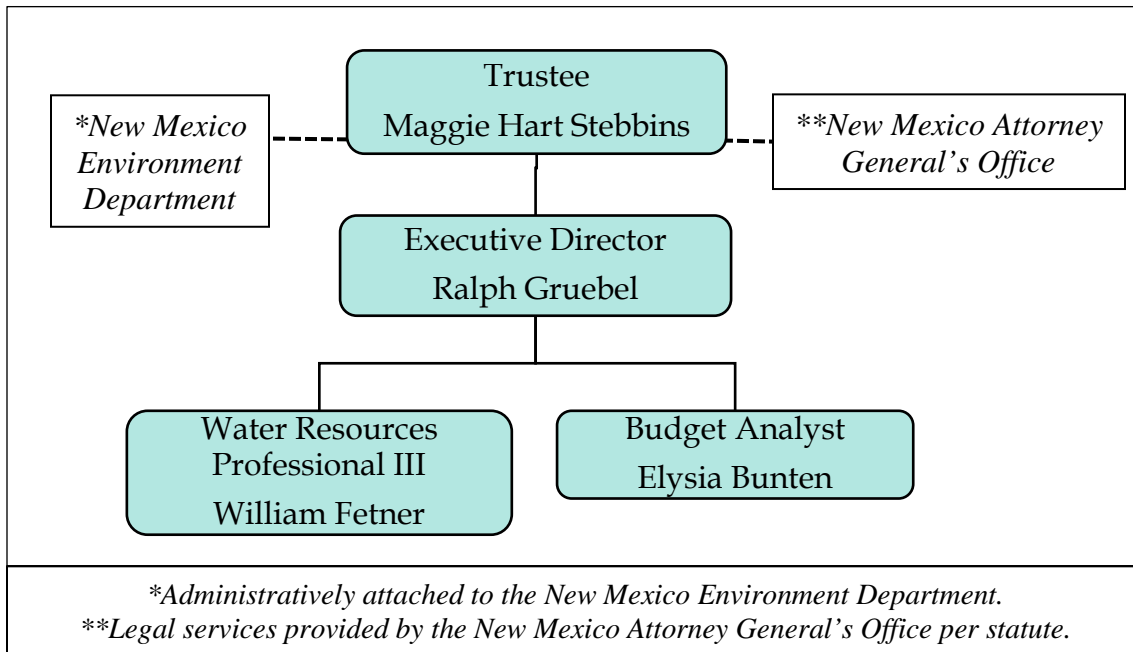 Trustee
Maggie Hart Stebbins
*New Mexico
Environment
Department
**New Mexico Attorney
General’s Office
Executive Director
Ralph Gruebel
Water Resources
Professional III
William Fetner
Budget Analyst
Elysia Bunten
*Administratively attached to the New Mexico Environment Department.
**Legal services provided by the New Mexico Attorney General’s Office per statute.